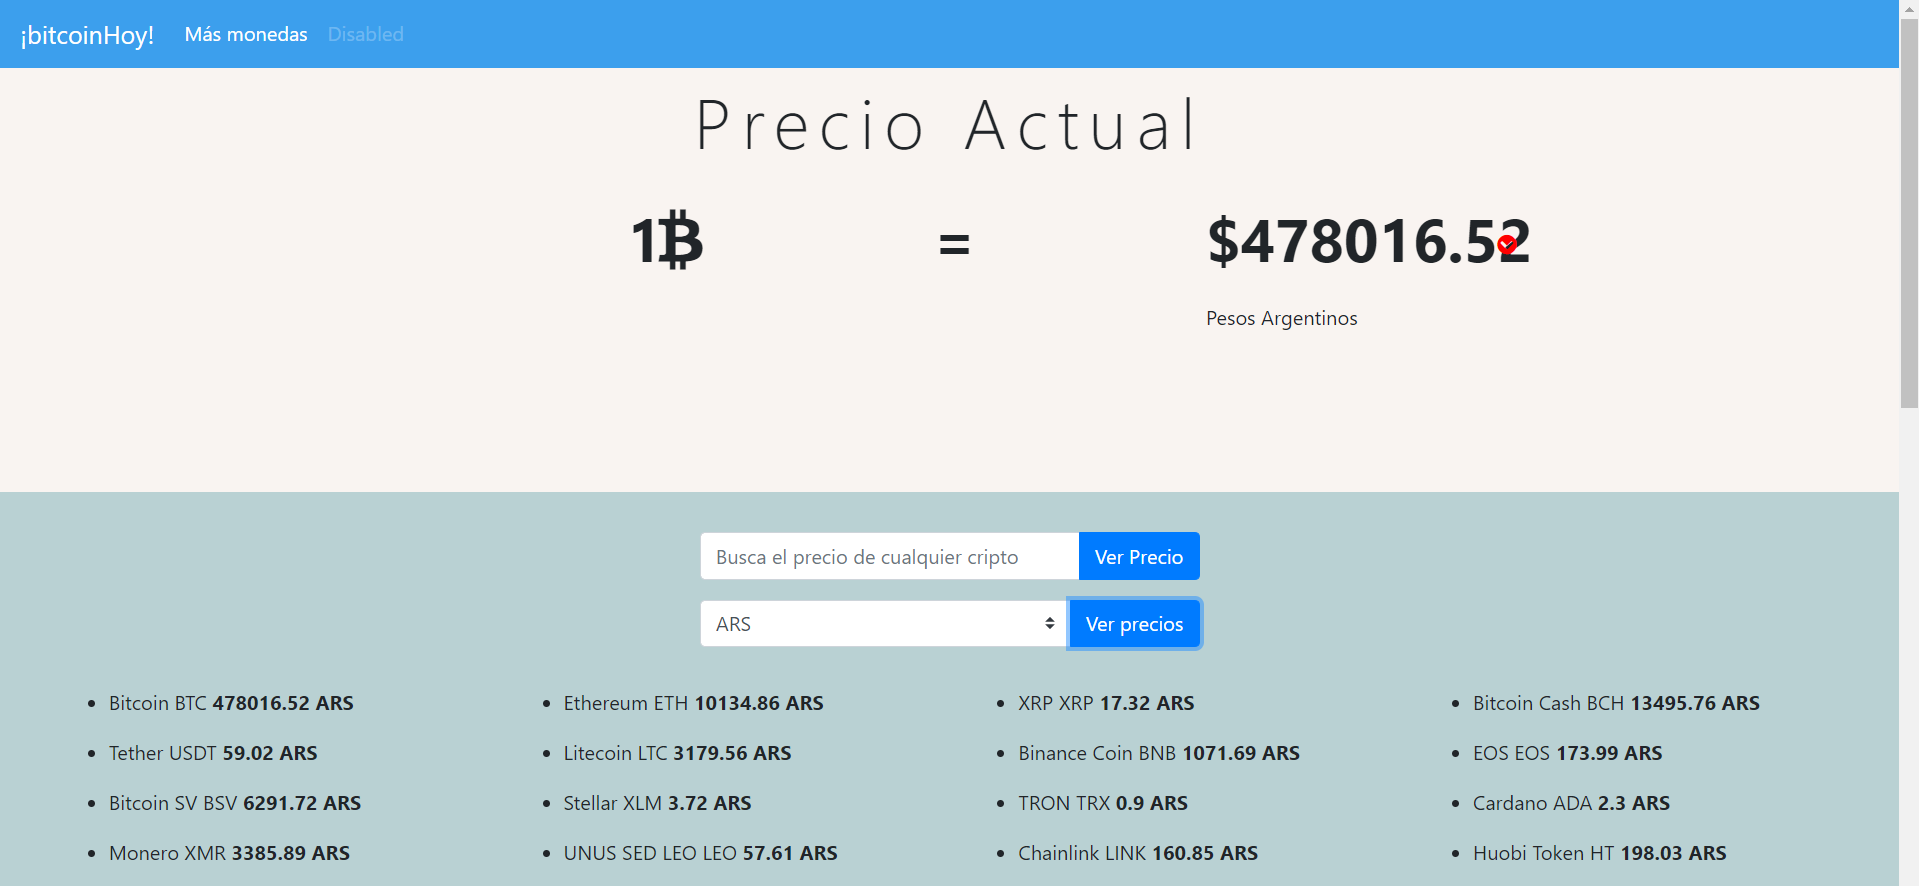 ¡bitcoinHoy! Más monedas Disabled
Precio Actual
1₿ = $478016.52
Pesos Argentinos
Busca el precio de cualquier cripto Ver Precio
ARS Ver precios
Bitcoin BTC 478016.52 ARS
Ethereum ETH 10134.86 ARS
XRP XRP 17.32 ARS
Bitcoin Cash BCH 13495.76 ARS
Tether USDT 59.02 ARS
Litecoin LTC 3179.56 ARS
Binance Coin BNB 1071.69 ARS
EOS EOS 173.99 ARS
Bitcoin SV BSV 6291.72 ARS
Stellar XLM 3.72 ARS
TRON TRX 0.9 ARS
Cardano ADA 2.3 ARS
Monero XMR 3385.89 ARS
UNUS SED LEO LEO 57.61 ARS
Chainlink LINK 160.85 ARS
Huobi Token HT 198.03 ARS